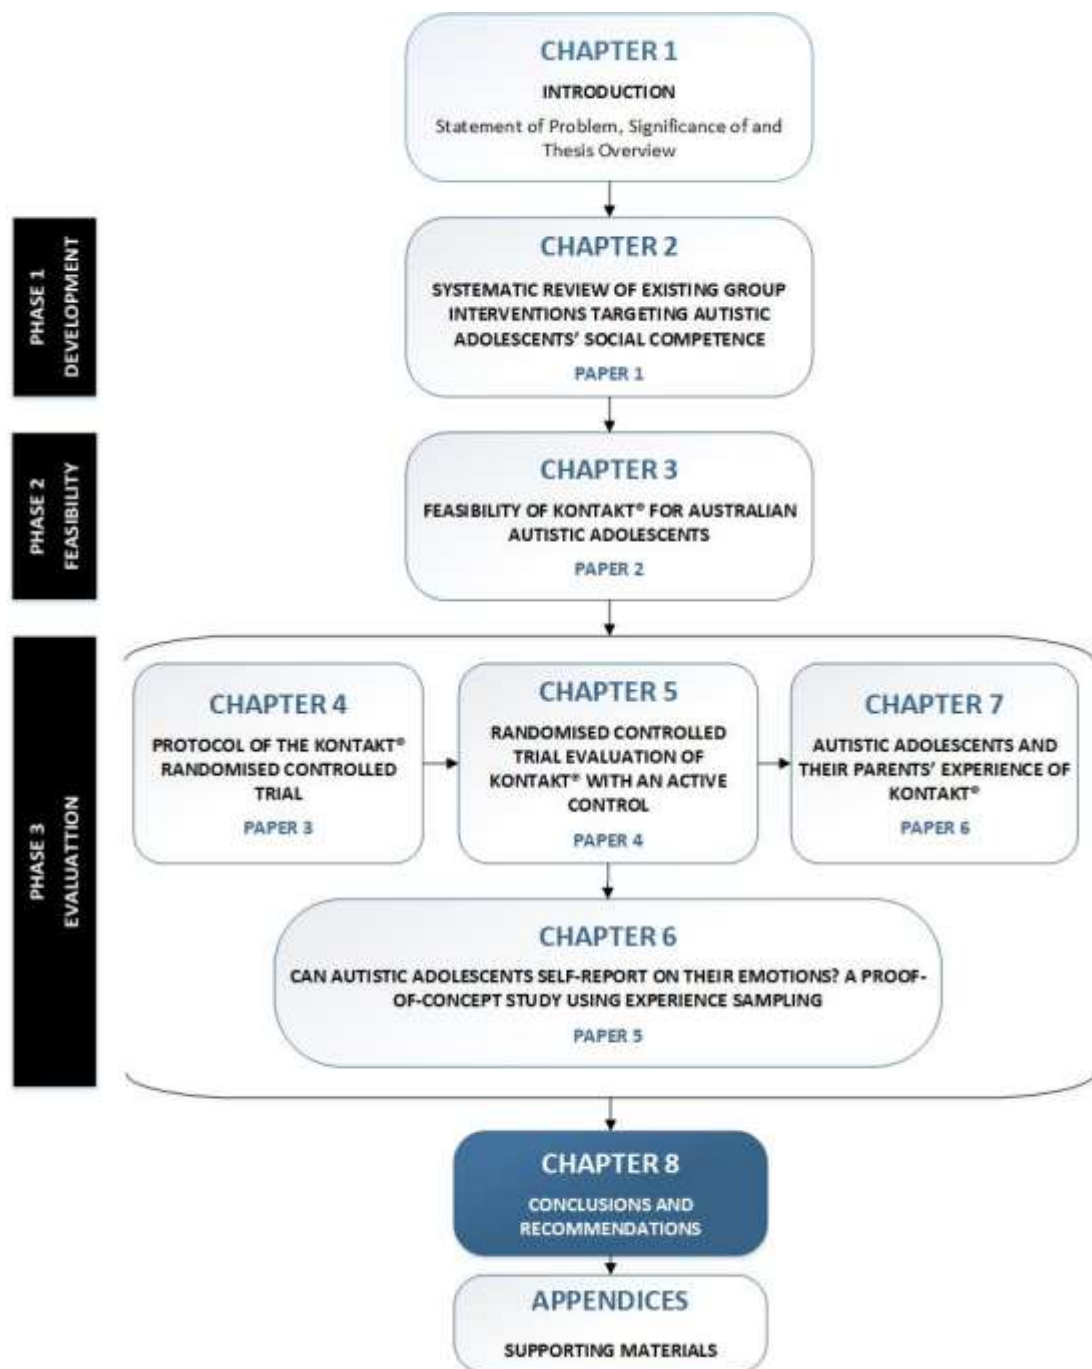 CHAPTER 1
INTRODUCTION
Statement of Problem, Significance of and
Thesis Overview
PHASE 1
DEVELOPMENT
CHAPTER 2
SYSTEMATIC REVIEW OF EXISTING GROUP
INTERVENTIONS TARGETING AUTISTIC
ADOLESCENTS' SOCIAL COMPETENCE
PAPER 1
PHASE 2
FEASIBILITY
CHAPTER 3
FEASIBILITY OF KONTAKT® FOR AUSTRALIAN
AUTISTIC ADOLESCENTS
PAPER 2
PHASE 3
EVALUATTION
CHAPTER 4
PROTOCOL OF THE KONTAKT®
RANDOMISED CONTROLLED
TRIAL
PAPER 3
CHAPTER 5
RANDOMISED CONTROLLED
TRIAL EVALUATION OF
KONTAKT® WITH AN ACTIVE
CONTROL
PAPER 4
CHAPTER 7
AUTISTIC ADOLESCENTS AND
THEIR PARENTS' EXPERIENCE OF
KONTAKT®
PAPER 6
CHAPTER 6
CAN AUTISTIC ADOLESCENTS SELF-REPORT ON THEIR EMOTIONS? A PROOF-
OF-CONCEPT STUDY USING EXPERIENCE SAMPLING
PAPER 5
CHAPTER 8
CONCLUSIONS AND
RECOMMENDATIONS
APPENDICES
SUPPORTING MATERIALS